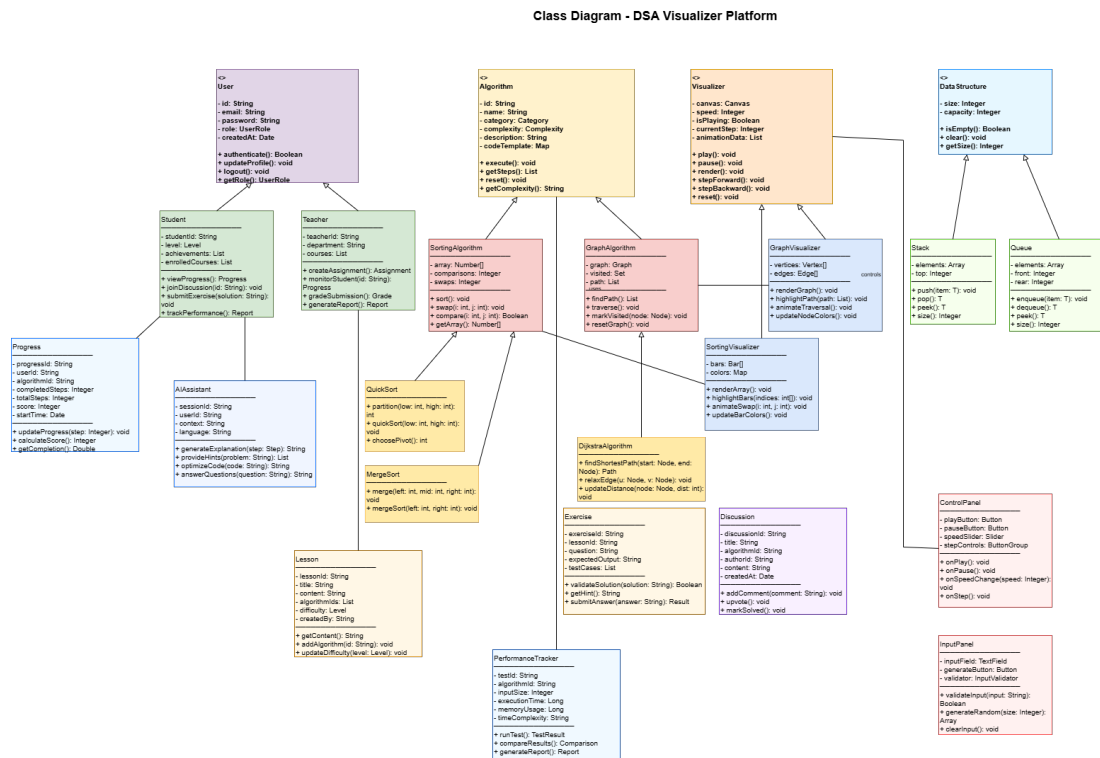 Class Diagram - DSA Visualizer Platform
<>
User
- id: String
- email: String
- password: String
- role: UserRole
- createdAt: Date
+ authenticate(): Boolean
+ updateProfile(): void
+ logout(): void
+ getRole(): UserRole
<>
Algorithm
- id: String
- name: String
- category: Category
- complexity: Complexity
- description: String
- codeTemplate: Map
+ execute(): void
+ getSteps(): List
+ reset(): void
+ getComplexity(): String
<>
Visualizer
- canvas: Canvas
- speed: Integer
- isPlaying: Boolean
- currentStep: Integer
- animationData: List
+ play(): void
+ pause(): void
+ render(): void
+ stepForward(): void
+ stepBackward(): void
+ reset(): void
<>
DataStructure
- size: Integer
- capacity: Integer
+ isEmpty(): Boolean
+ clear(): void
+ getSize(): Integer
Student
- studentId: String
- level: Level
- achievements: List
- enrolledCourses: List
+ viewProgress(): Progress
+ joinDiscussion(id: String): void
+ submitExercise(solution: String):
void
+ trackPerformance(): Report
Teacher
- teacherId: String
- department: String
- courses: List
+ createAssignment(): Assignment
+ monitorStudent(id: String):
Progress
+ gradeSubmission(): Grade
+ generateReport(): Report
SortingAlgorithm
- array: Number[]
- comparisons: Integer
- swaps: Integer
+ sort(): void
+ swap(i: int, j: int): void
+ compare(i: int, j: int): Boolean
+ getArray(): Number[]
GraphAlgorithm
- graph: Graph
- visited: Set
- path: List
+ findPath(): List
+ traverse(): void
+ markVisited(node: Node): void
+ resetGraph(): void
GraphVisualizer
- vertices: Vertex[]
- edges: Edge[]
controls
+ renderGraph(): void
+ highlightPath(path: List): void
+ animateTraversal(): void
+ updateNodeColors(): void
Stack
- elements: Array
- top: Integer
+ push(item: T): void
+ pop(): T
+ peek(): T
+ size(): Integer
Queue
- elements: Array
- front: Integer
- rear: Integer
+ enqueue(item: T): void
+ dequeue(): T
+ peek(): T
+ size(): Integer
Progress
- progressId: String
- userId: String
- algorithmId: String
- completedSteps: Integer
- totalSteps: Integer
- score: Integer
- startTime: Date
+ updateProgress(step: Integer): void
+ calculateScore(): Integer
+ getCompletion(): Double
AIAssistant
- sessionId: String
- userId: String
- context: String
- language: String
+ generateExplanation(step: Step): String
+ provideHints(problem: String): List
+ optimizeCode(code: String): String
+ answerQuestions(question: String): String
QuickSort
+ partition(low: int, high: int):
int
+ quickSort(low: int, high: int):
void
+ choosePivot(): int
SortingVisualizer
- bars: Bar[]
- colors: Map
+ renderArray(): void
+ highlightBars(indices: int[]): void
+ animateSwap(i: int, j: int): void
+ updateBarColors(): void
MergeSort
+ merge(left: int, mid: int, right: int):
void
+ mergeSort(left: int, right: int): void
DijkstraAlgorithm
+ findShortestPath(start: Node, end:
Node): Path
+ relaxEdge(u: Node, v: Node): void
+ updateDistance(node: Node, dist: int):
void
Exercise
- exerciseId: String
- lessonId: String
- question: String
- expectedOutput: String
- testCases: List
+ validateSolution(solution: String): Boolean
+ getHint(): String
+ submitAnswer(answer: String): Result
Discussion
- discussionId: String
- title: String
- algorithmId: String
- authorId: String
- content: String
- createdAt: Date
+ addComment(comment: String): void
+ upvote(): void
+ markSolved(): void
ControlPanel
- playButton: Button
- pauseButton: Button
- speedSlider: Slider
- stepControls: ButtonGroup
+ onPlay(): void
+ onPause(): void
+ onSpeedChange(speed: Integer):
void
+ onStep(): void
Lesson
- lessonId: String
- title: String
- content: String
- algorithmIds: List
- difficulty: Level
- createdBy: String
+ getContent(): String
+ addAlgorithm(id: String): void
+ updateDifficulty(level: Level): void
PerformanceTracker
- testId: String
- algorithmId: String
- inputSize: Integer
- executionTime: Long
- memoryUsage: Long
- timeComplexity: String
+ runTest(): TestResult
+ compareResults(): Comparison
+ generateReport(): Report
InputPanel
- inputField: TextField
- generateButton: Button
- validator: InputValidator
+ validateInput(input: String):
Boolean
+ generateRandom(size: Integer):
Array
+ clearInput(): void